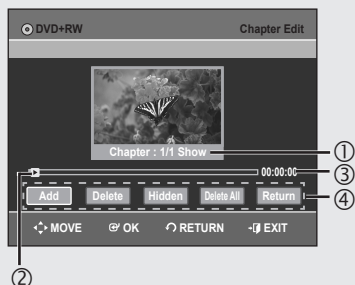 DVD+RW Chapter Edit
Chapter : 1/1 Show
①
00:00:00
③
Add Delete Hidden Delete All Return
④
MOVE OK RETURN EXIT
②